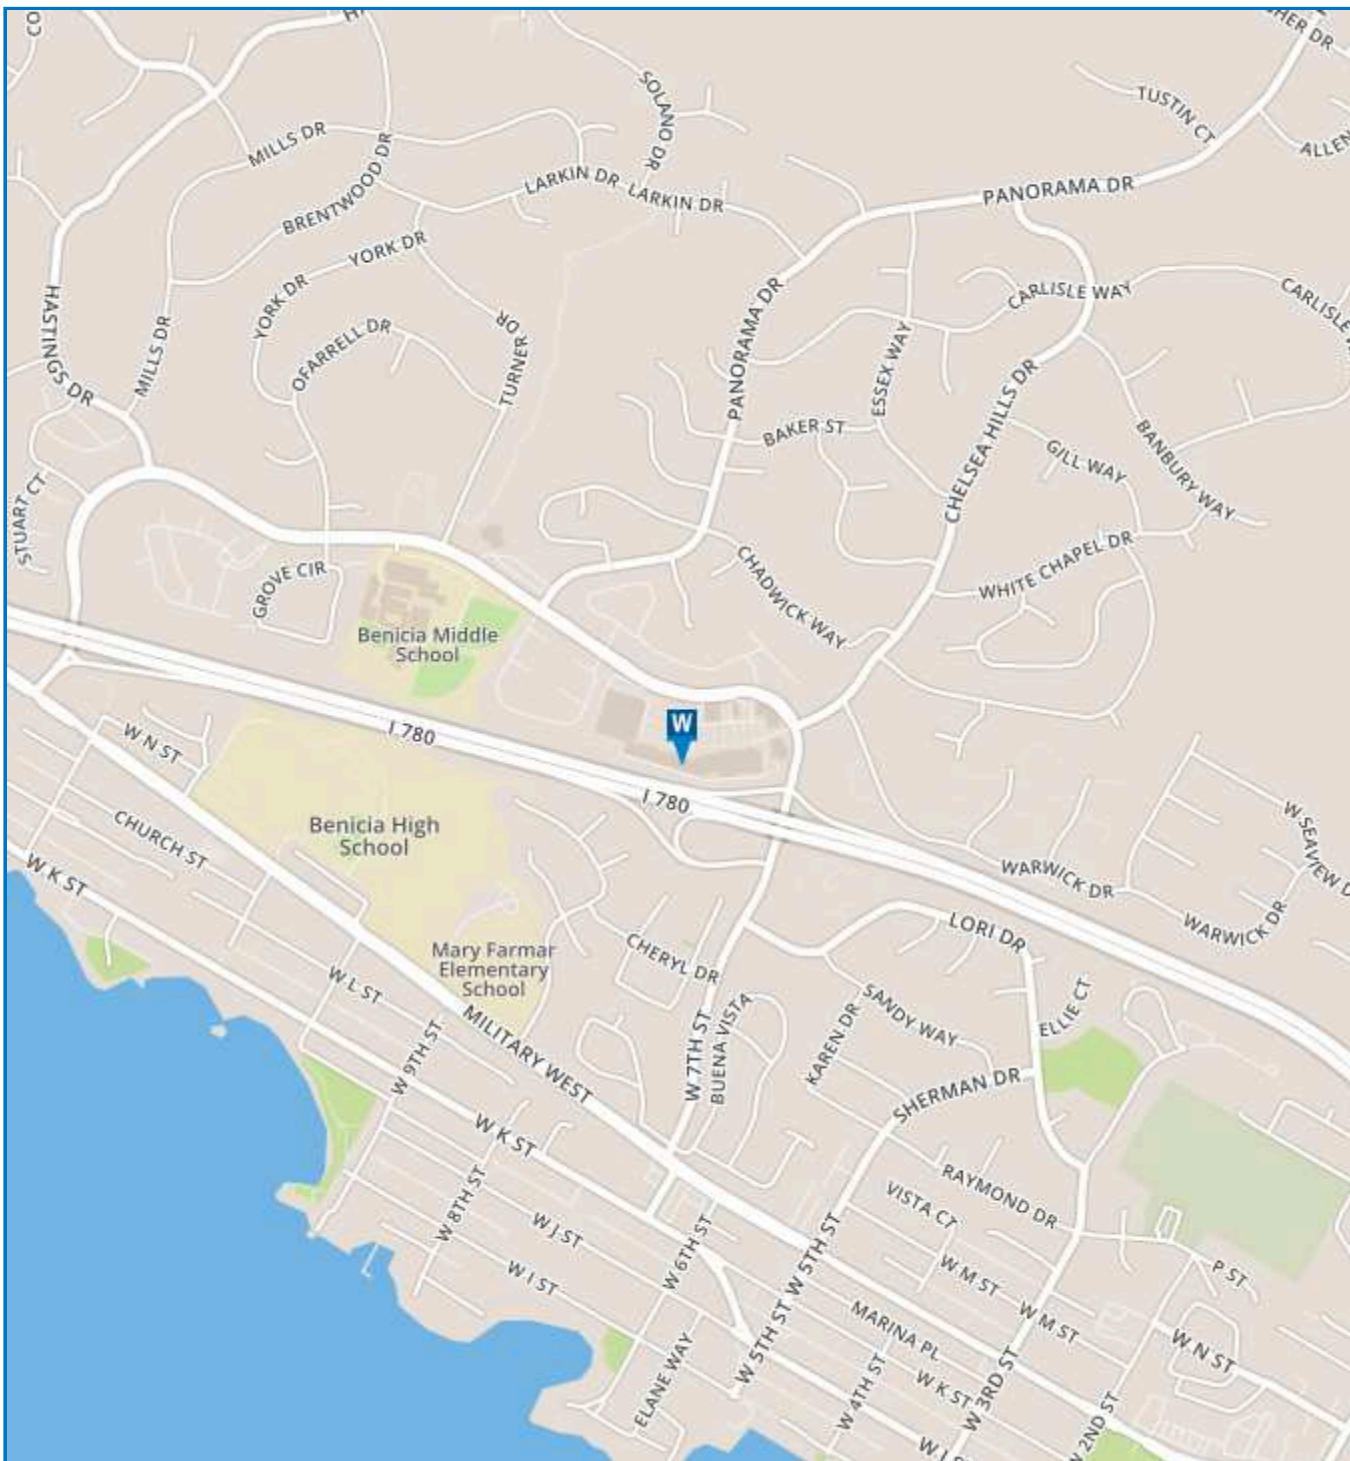 SOLANO DR
TUSTIN CT
MILLS DR
BRENTWOOD DR
LARKIN DR
LARKIN DR
PANORAMA DR
YORK DR
YORK DR
HASTINGS DR
MILLS DR
OFARRELL DR
TURNER DR
PANORAMA DR
CARLISLE WAY
ESSEX WAY
BAKER ST
CHELSEA HILLS DR
GILL WAY
BANBURY WAY
STUART CT
GROVE CIR
CHADWICK WAY
WHITE CHAPEL DR
Benicia Middle
School
W
I 780
I 780
W N ST
CHURCH ST
W K ST
Benicia High
School
WARWICK DR
WARWICK DR
Mary Farmar
Elementary
School
CHERYL DR
LORI DR
W L ST
W 9TH ST
MILITARY WEST
W 7TH ST
BUENA VISTA
KAREN DR
SANDY WAY
ELLIE CT
SHERMAN DR
W K ST
W 8TH ST
W J ST
W I ST
W 6TH ST
W 5TH ST
W 5TH ST
RAYMOND DR
VISTA CT
W M ST
W M ST
P ST
W N ST
MARINA PL
ELANE WAY
W 4TH ST
W K ST
W 3RD ST
2ND ST